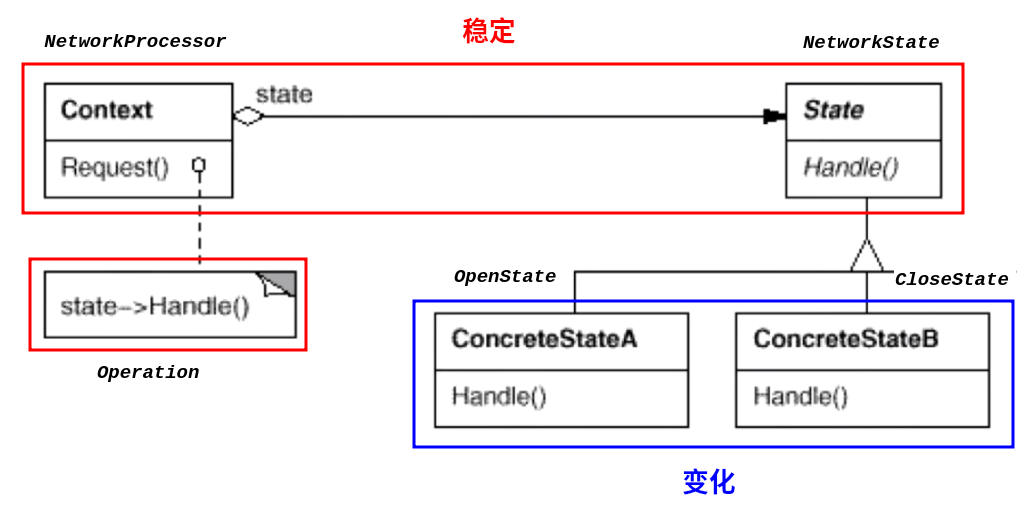 稳定
NetworkProcessor
NetworkState
state
Context
State
Request()
Handle()
OpenState
CloseState
state->Handle()
ConcreteStateA
ConcreteStateB
Operation
Handle()
Handle()
变化